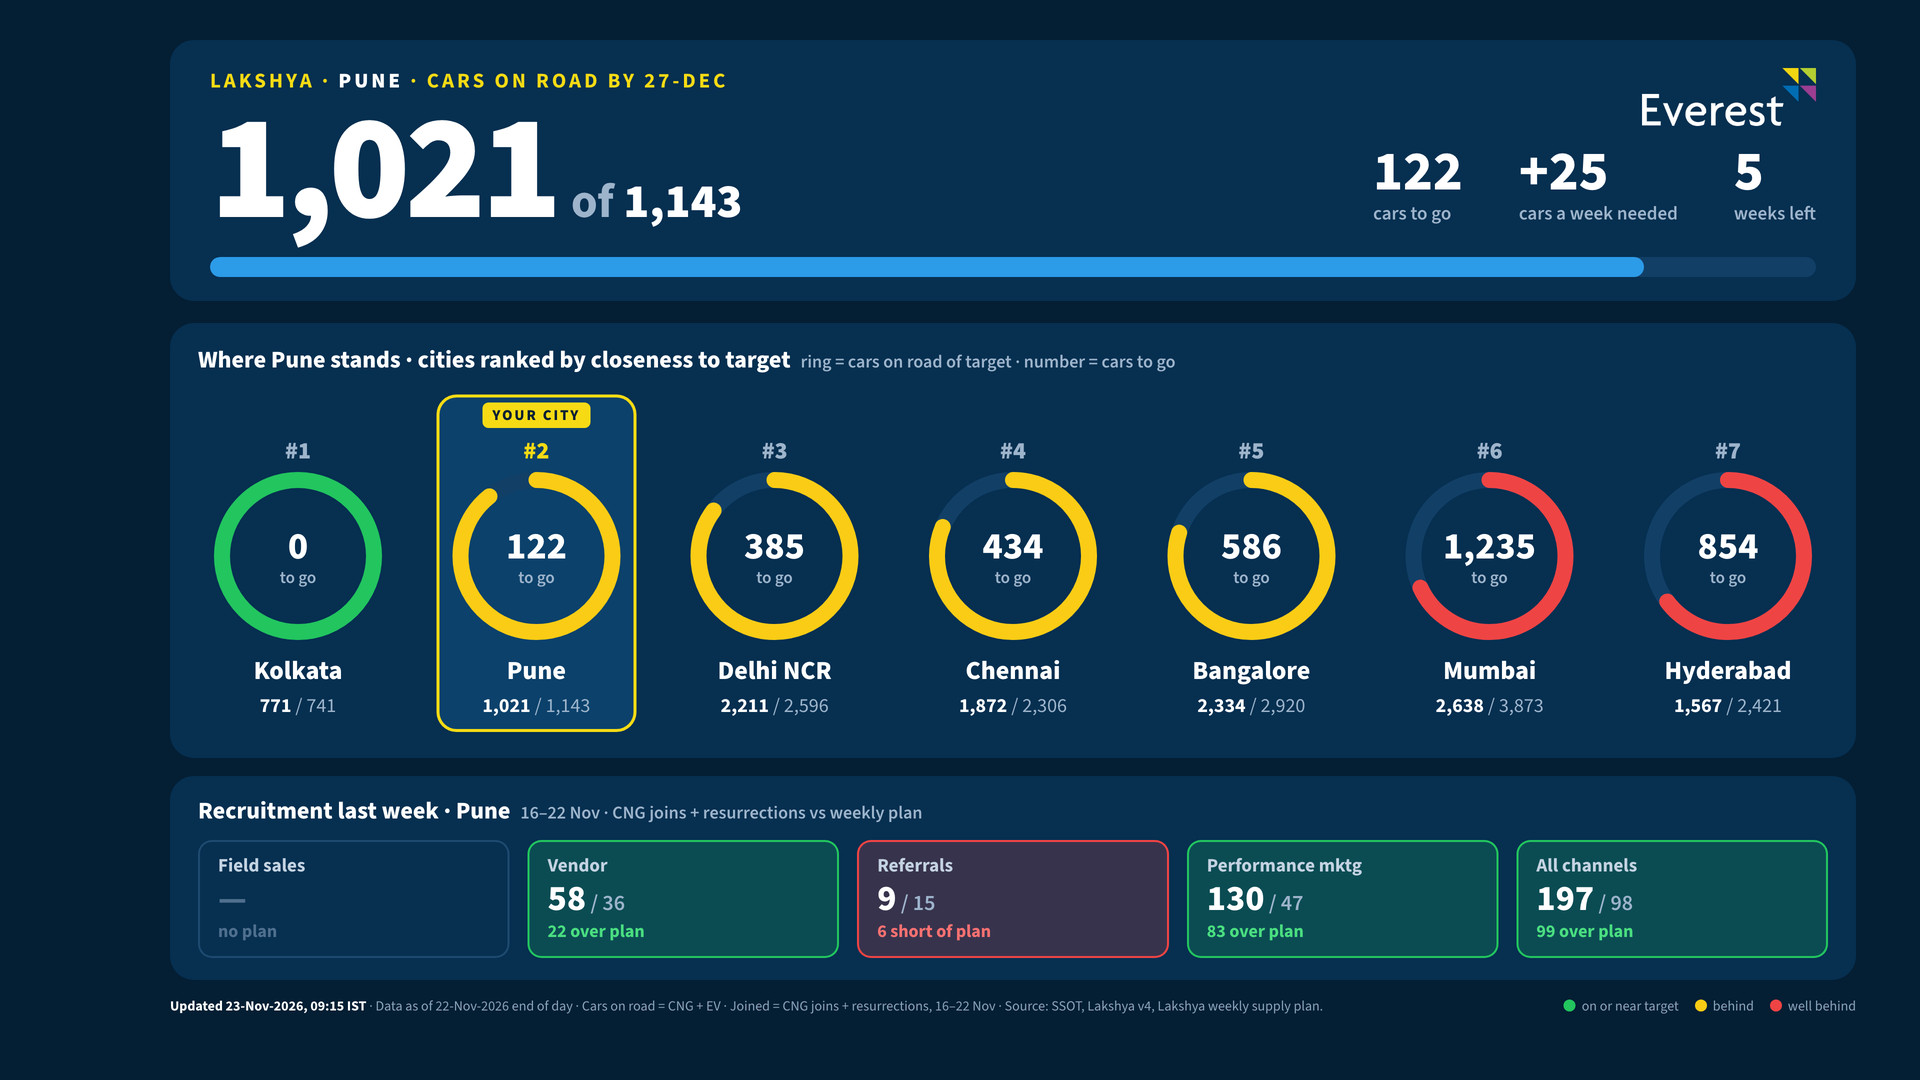 LAKSHYA · PUNE · CARS ON ROAD BY 27-DEC
Everest
1,021 of 1,143
122
cars to go
+25
cars a week needed
5
weeks left
Where Pune stands · cities ranked by closeness to target ring = cars on road of target · number = cars to go
YOUR CITY
#1
0
to go
Kolkata
771 / 741
#2
122
to go
Pune
1,021 / 1,143
#3
385
to go
Delhi NCR
2,211 / 2,596
#4
434
to go
Chennai
1,872 / 2,306
#5
586
to go
Bangalore
2,334 / 2,920
#6
1,235
to go
Mumbai
2,638 / 3,873
#7
854
to go
Hyderabad
1,567 / 2,421
Recruitment last week · Pune 16–22 Nov · CNG joins + resurrections vs weekly plan
Field sales
—
no plan
Vendor
58 / 36
22 over plan
Referrals
9 / 15
6 short of plan
Performance mktg
130 / 47
83 over plan
All channels
197 / 98
99 over plan
Updated 23-Nov-2026, 09:15 IST · Data as of 22-Nov-2026 end of day · Cars on road = CNG + EV · Joined = CNG joins + resurrections, 16–22 Nov · Source: SSOT, Lakshya v4, Lakshya weekly supply plan.
on or near target
behind
well behind